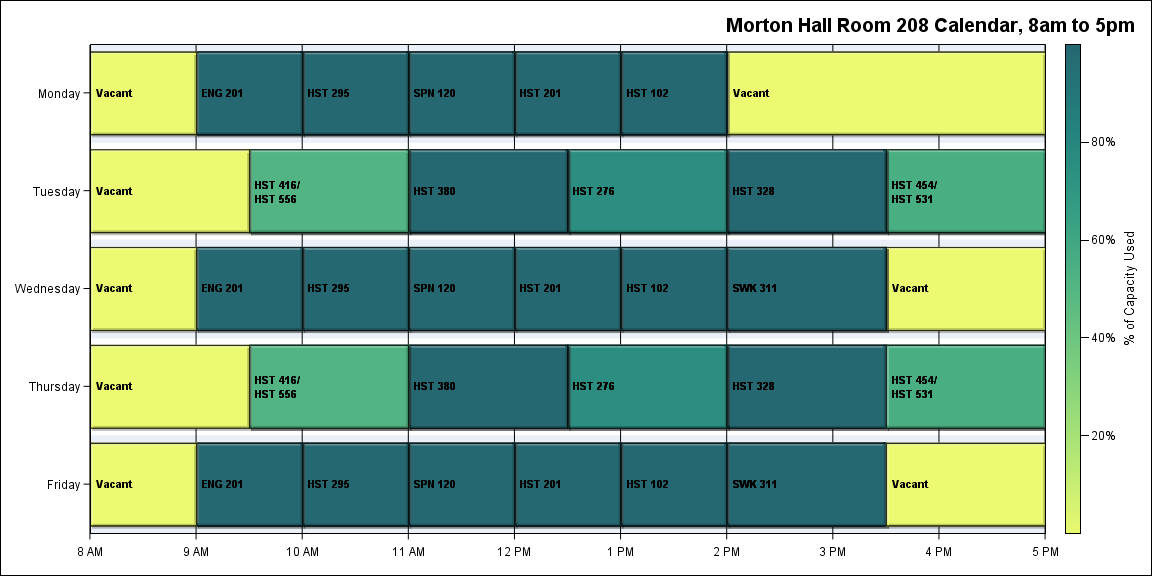 Morton Hall Room 208 Calendar, 8am to 5pm
Monday
Vacant
ENG 201
HST 295
SPN 120
HST 201
HST 102
Vacant
Tuesday
Vacant
HST 416/
HST 556
HST 380
HST 276
HST 328
HST 454/
HST 531
Wednesday
Vacant
ENG 201
HST 295
SPN 120
HST 201
HST 102
SWK 311
Vacant
Thursday
Vacant
HST 416/
HST 556
HST 380
HST 276
HST 328
HST 454/
HST 531
Friday
Vacant
ENG 201
HST 295
SPN 120
HST 201
HST 102
SWK 311
Vacant
8 AM
9 AM
10 AM
11 AM
12 PM
1 PM
2 PM
3 PM
4 PM
5 PM
80%
60%
40%
20%
% of Capacity Used